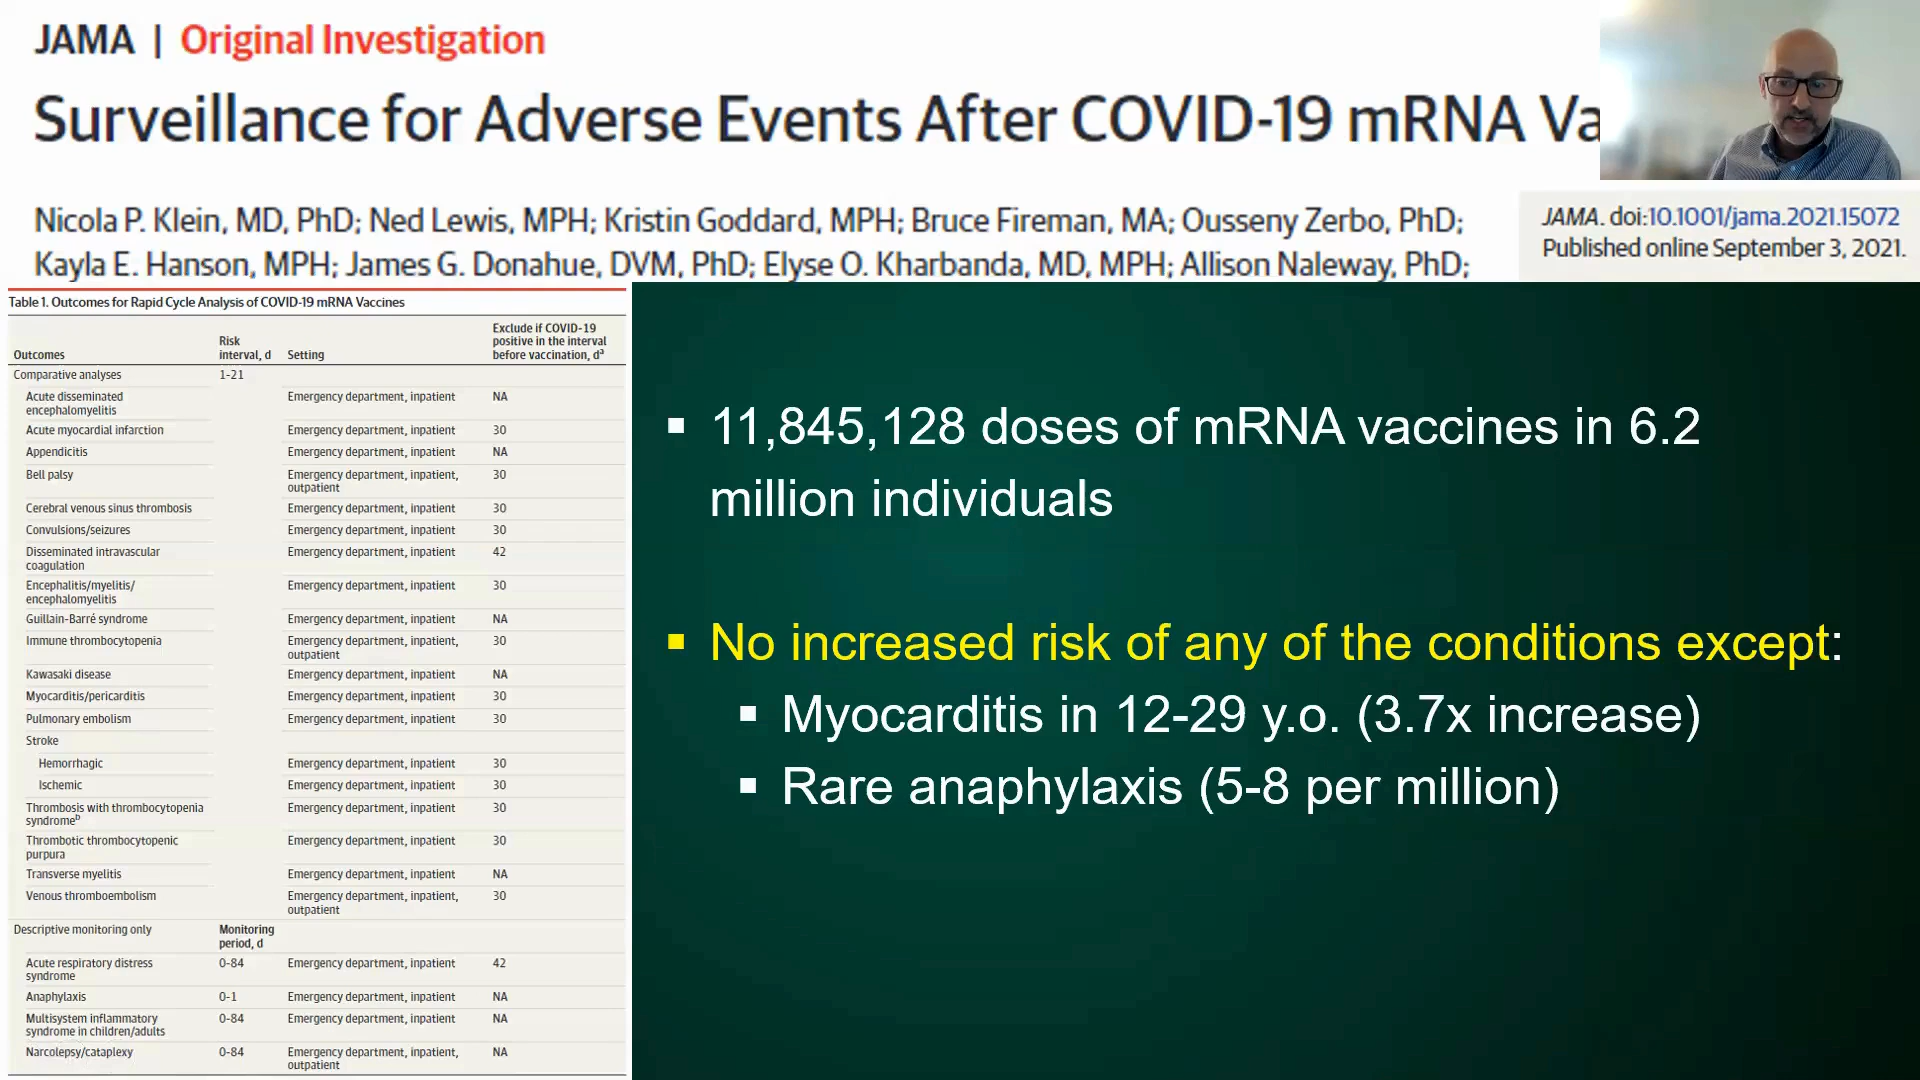 JAMA | Original Investigation
Surveillance for Adverse Events After COVID-19 mRNA Va
Nicola P. Klein, MD, PhD; Ned Lewis, MPH; Kristin Goddard, MPH; Bruce Fireman, MA; Ousseny Zerbo, PhD;
Kayla E. Hanson, MPH; James G. Donahue, DVM, PhD; Elyse O. Kharbanda, MD, MPH; Allison Naleway, PhD;
JAMA. doi:10.1001/jama.2021.15072
Published online September 3, 2021.
Table 1. Outcomes for Rapid Cycle Analysis of COVID-19 mRNA Vaccines
Outcomes
Risk
interval, d
Setting
Exclude if COVID-19
positive in the interval
before vaccination, dª
Comparative analyses 1-21
Acute disseminated
encephalomyelitis
Emergency department, inpatient NA
Acute myocardial infarction Emergency department, inpatient 30
Appendicitis Emergency department, inpatient NA
Bell palsy
Emergency department, inpatient,
outpatient
30
Cerebral venous sinus thrombosis Emergency department, inpatient 30
Convulsions/seizures Emergency department, inpatient 30
Disseminated intravascular
coagulation
Emergency department, inpatient 42
Encephalitis/myelitis/
encephalomyelitis
Emergency department, inpatient 30
Guillain-Barré syndrome Emergency department, inpatient NA
Immune thrombocytopenia
Emergency department, inpatient,
outpatient
30
Kawasaki disease Emergency department, inpatient NA
Myocarditis/pericarditis Emergency department, inpatient 30
Pulmonary embolism Emergency department, inpatient 30
Stroke
Hemorrhagic Emergency department, inpatient 30
Ischemic Emergency department, inpatient 30
Thrombosis with thrombocytopenia
syndromeᵇ
Emergency department, inpatient 30
Thrombotic thrombocytopenic
purpura
Emergency department, inpatient 30
Transverse myelitis Emergency department, inpatient NA
Venous thromboembolism
Emergency department, inpatient,
outpatient
30
Descriptive monitoring only
Monitoring
period, d
Acute respiratory distress
syndrome
0-84 Emergency department, inpatient 42
Anaphylaxis 0-1 Emergency department, inpatient NA
Multisystem inflammatory
syndrome in children/adults
0-84 Emergency department, inpatient NA
Narcolepsy/cataplexy 0-84
Emergency department, inpatient,
outpatient
NA
▪ 11,845,128 doses of mRNA vaccines in 6.2
million individuals
▪ No increased risk of any of the conditions except:
▪ Myocarditis in 12-29 y.o. (3.7x increase)
▪ Rare anaphylaxis (5-8 per million)